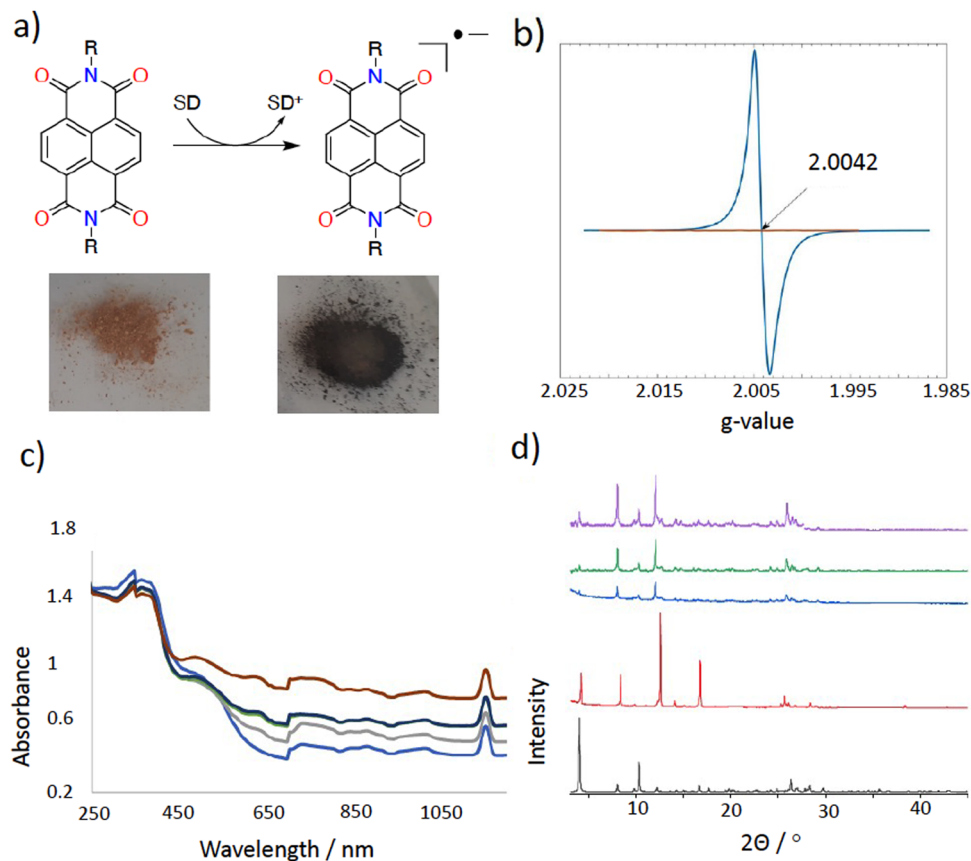 a)
R
O N O
SD SD+
O N O
R
R
• —
O N O
O N O
R
b)
2.0042
2.025 2.015 2.005 1.995 1.985
g-value
c)
1.8
1.4
1
0.6
0.2
Absorbance
250 450 650 850 1050
Wavelength / nm
d)
Intensity
10 20 30 40
2Θ / °